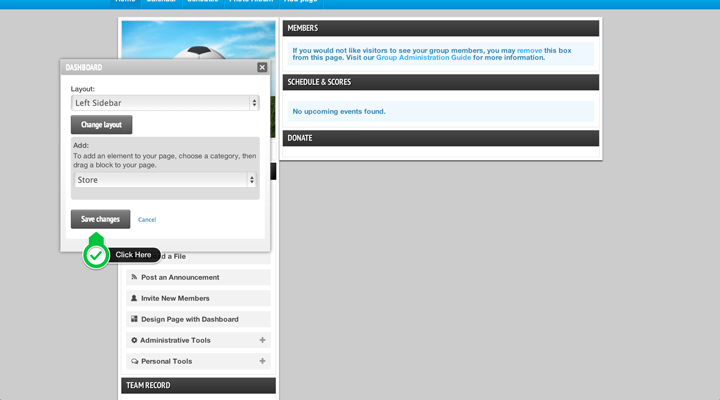 Home Calendar Schedule Photo Album Add page
MEMBERS
If you would not like visitors to see your group members, you may remove this box
from this page. Visit our Group Administration Guide for more information.
SCHEDULE & SCORES
No upcoming events found.
DONATE
DASHBOARD
Layout:
Left Sidebar
Change layout
Add:
To add an element to your page, choose a category, then
drag a block to your page.
Store
Save changes Cancel
Click Here
d a File
Post an Announcement
Invite New Members
Design Page with Dashboard
Administrative Tools
Personal Tools
TEAM RECORD